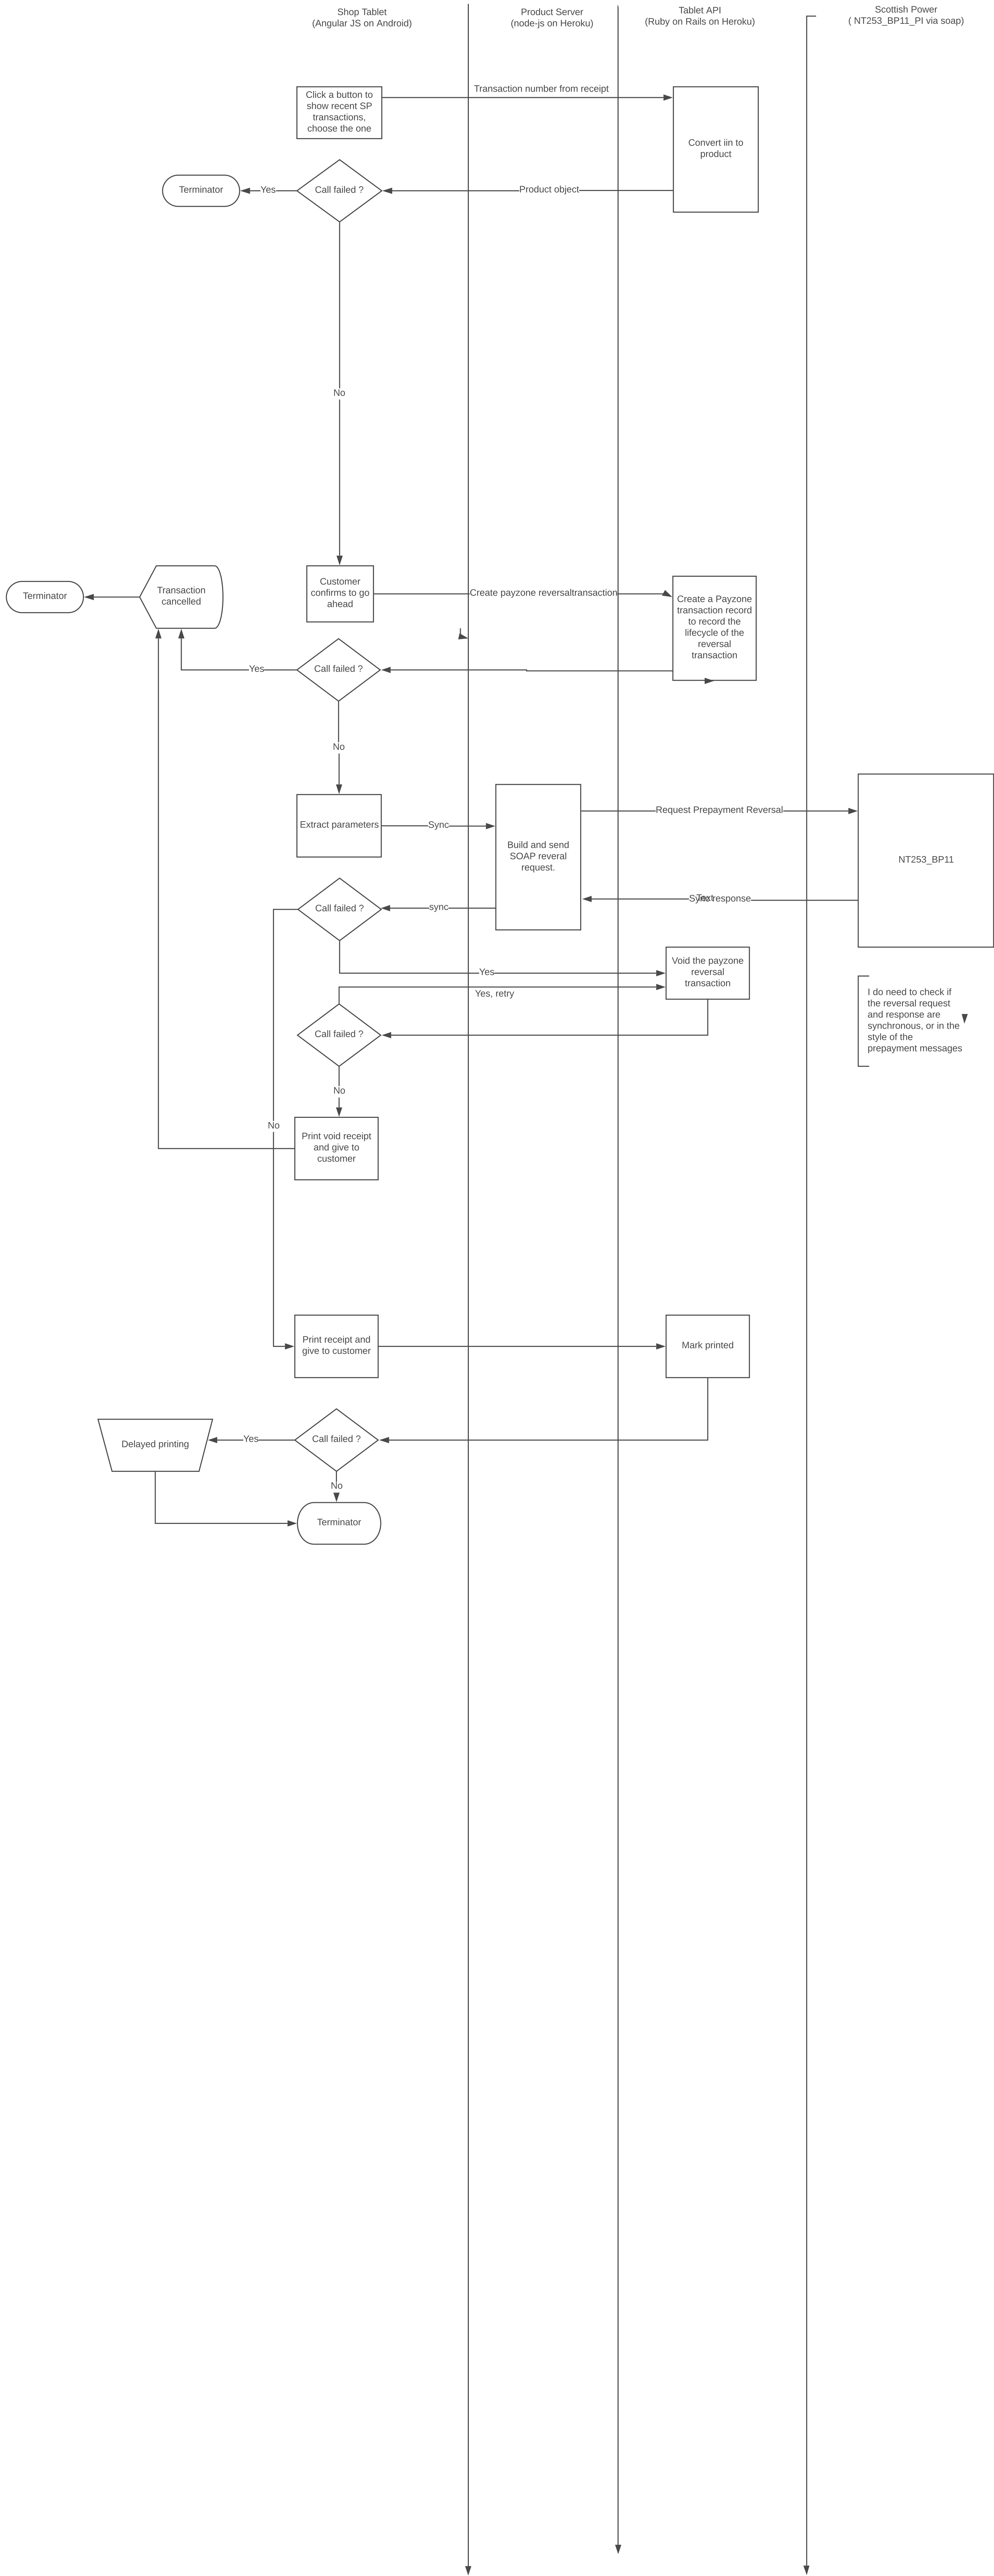 Shop Tablet
(Angular JS on Android)
Product Server
(node-js on Heroku)
Tablet API
(Ruby on Rails on Heroku)
Scottish Power
( NT253_BP11_PI via soap)
Click a button to
show recent SP
transactions,
choose the one
Transaction number from receipt
Convert iin to
product
Terminator
Yes
Call failed ?
Product object
No
Terminator
Transaction
cancelled
Customer
confirms to go
ahead
Create payzone reversaltransaction
Create a Payzone
transaction record
to record the
lifecycle of the
reversal
transaction
Yes
Call failed ?
No
Extract parameters
Sync
Build and send
SOAP reveral
request.
Request Prepayment Reversal
NT253_BP11
Sync response
Text
Call failed ?
sync
Yes
Void the payzone
reversal
transaction
Yes, retry
I do need to check if
the reversal request
and response are
synchronous, or in the
style of the
prepayment messages
Call failed ?
No
No
Print void receipt
and give to
customer
Print receipt and
give to customer
Mark printed
Delayed printing
Yes
Call failed ?
No
Terminator